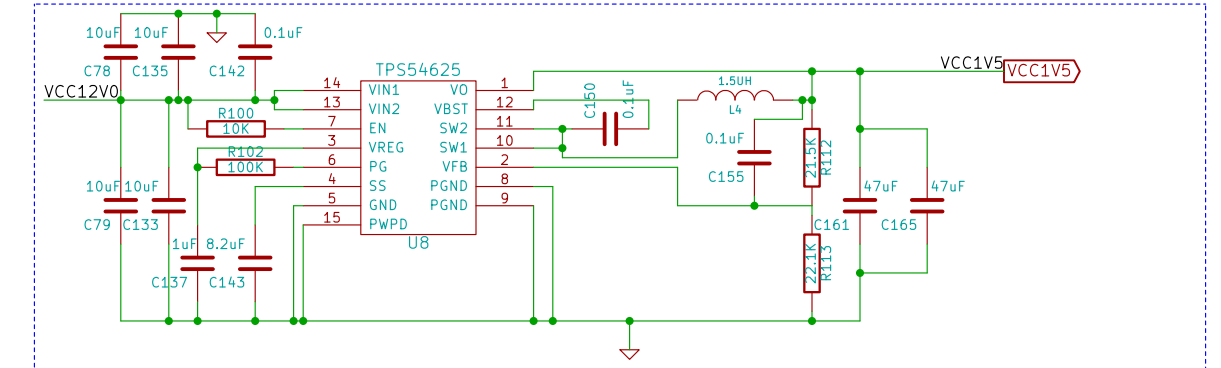 10uF 10uF 0.1uF
C78 C135 C142
VCC12V0
R100
10K
R102
100K
10uF 10uF
C79 C133
1uF 8.2uF
C137 C143
TPS54625
14 VIN1 VO 1
13 VIN2 VBST 12
7 EN SW2 11
3 VREG SW1 10
6 PG VFB 2
4 SS PGND 8
5 GND PGND 9
15 PWPD
U8
C150
0.1uF
1.5UH
L4
0.1uF
C155
21.5K
R112
22.1K
R113
47uF 47uF
C161 C165
VCC1V5
VCC1V5